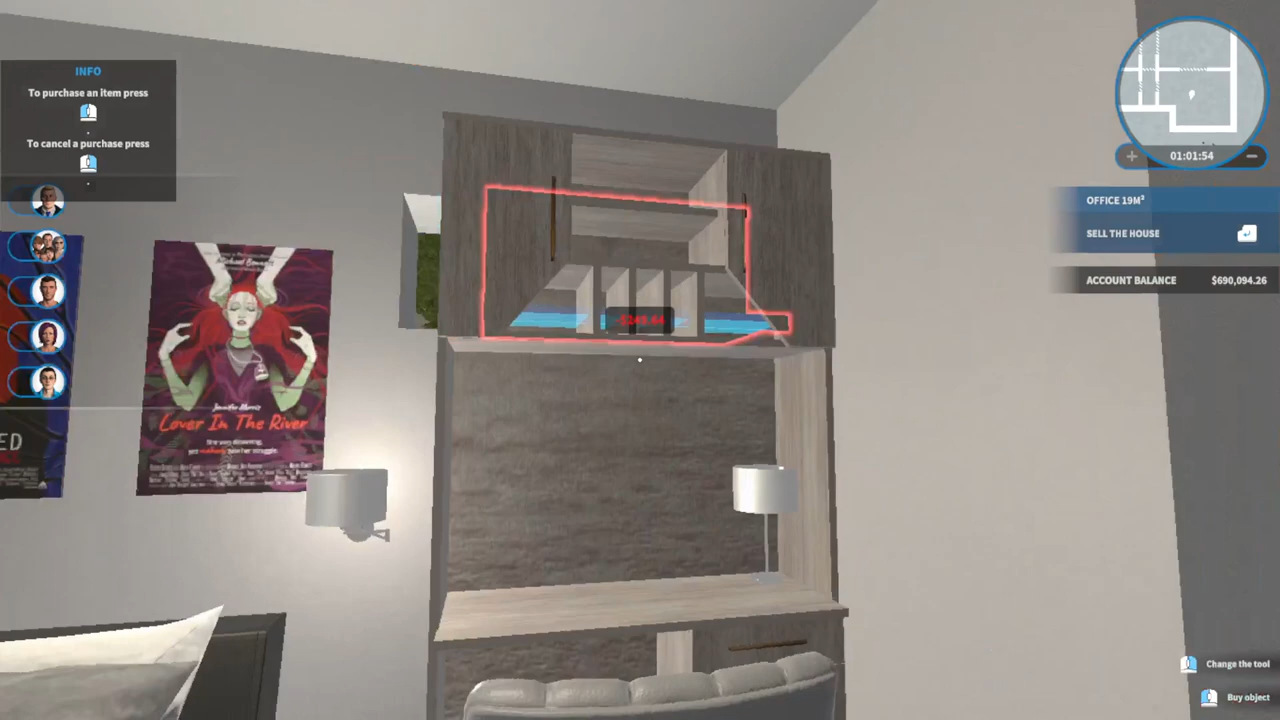 INFO
To purchase an item press
To cancel a purchase press
01:01:54
OFFICE 19M²
SELL THE HOUSE
ACCOUNT BALANCE $690,094.26
Lover In The River
ED
Change the tool
Buy object